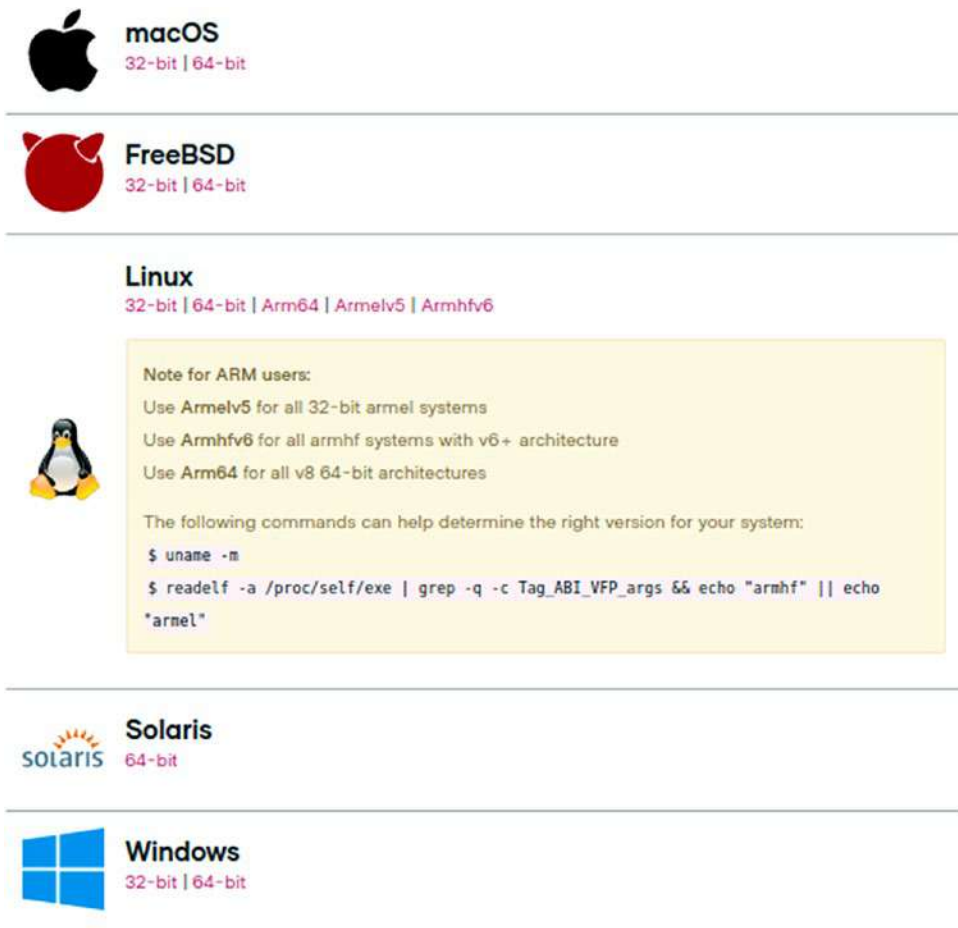 macOS
32-bit | 64-bit
FreeBSD
32-bit | 64-bit
Linux
32-bit | 64-bit | Arm64 | Armelv5 | Armhfv6
Note for ARM users:
Use Armelv5 for all 32-bit armel systems
Use Armhfv6 for all armhf systems with v6+ architecture
Use Arm64 for all v8 64-bit architectures
The following commands can help determine the right version for your system:
$ uname -m
$ readelf -a /proc/self/exe | grep -q -c Tag_ABI_VFP_args && echo "armhf" || echo
"armel"
solaris
Solaris
64-bit
Windows
32-bit | 64-bit